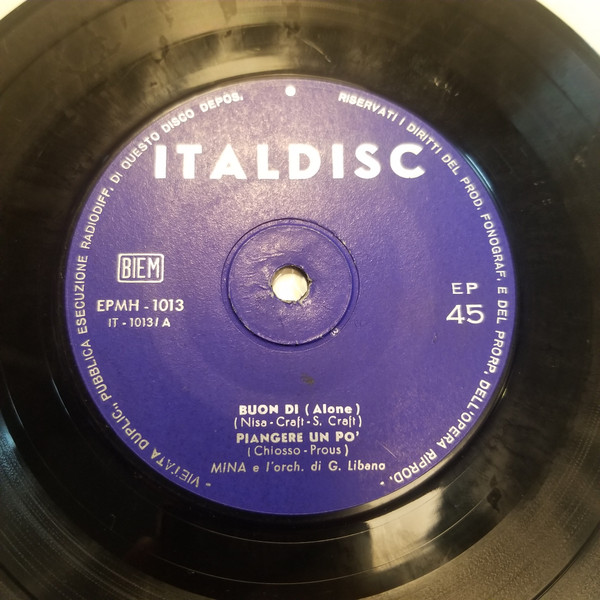 RISERVATI I DIRITTI DEL PROD. FONOGRAF. E DEL PRORP. DELL'OPERA RIPROD. - VIETATA DUPLIC., PUBBLICA ESECUZIONE RADIODIFF. DI QUESTO DISCO DEPOS.
ITALDISC
BIEM
EPMH - 1013
IT - 1013/A
EP
45
BUON DI (Alone)
(Nisa - Craft - S. Craft)
PIANGERE UN PO'
(Chiosso - Prous)
MINA e l'orch. di G. Libano